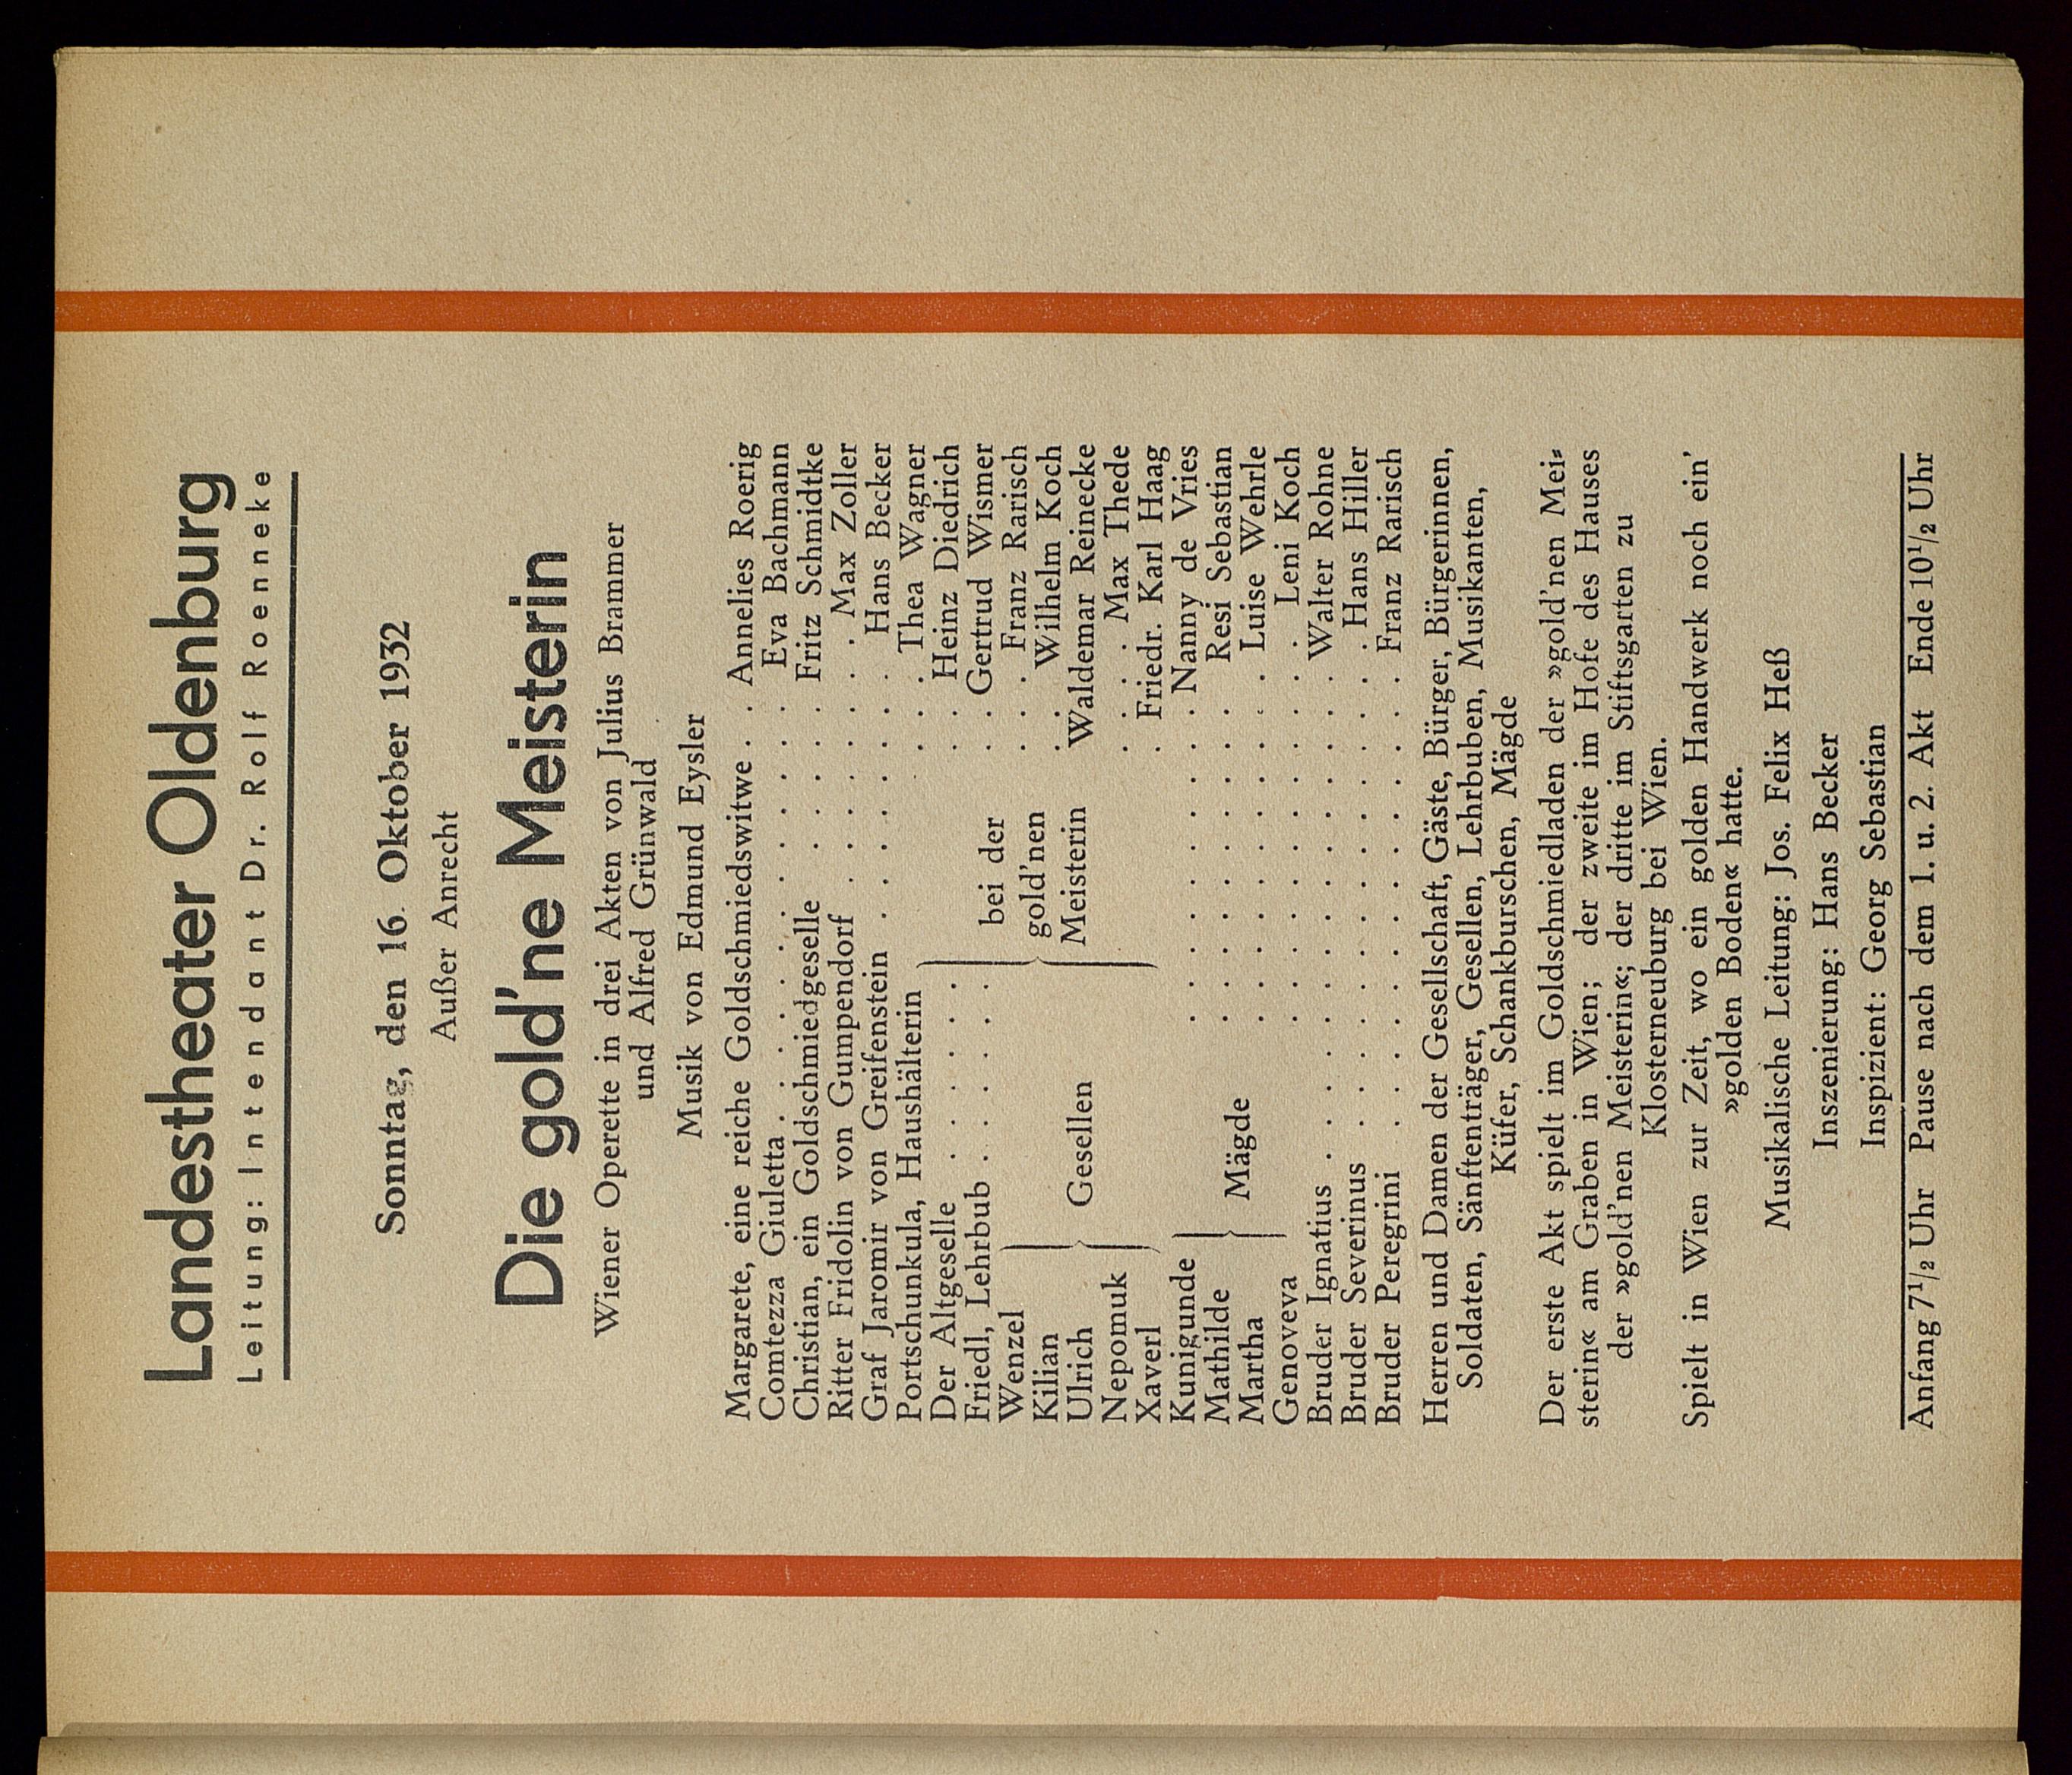 Landestheater Oldenburg
Leitung: Intendant Dr. Rolf Roenneke
Sonntag, den 16. Oktober 1932
Außer Anrecht
Die gold'ne Meisterin
Wiener Operette in drei Akten von Julius Brammer
und Alfred Grünwald
Musik von Edmund Eysler
Margarete, eine reiche Goldschmiedswitwe . . Annelies Roerig
Comtezza Giuletta . . . . . . . . . Eva Bachmann
Christian, ein Goldschmiedgeselle . . . . Fritz Schmidtke
Ritter Fridolin von Gumpendorf . . . . . Max Zoller
Graf Jaromir von Greifenstein . . . . . Hans Becker
Portschunkula, Haushälterin . . . Thea Wagner
Der Altgeselle . . . . . . Heinz Diedrich
Friedl, Lehrbub . . . . . bei der . Gertrud Wismer
Wenzel . . . Franz Rarisch
Kilian gold'nen . . Wilhelm Koch
Ulrich Gesellen Meisterin Waldemar Reinecke
Nepomuk . . . . Max Thede
Xaverl . Friedr. Karl Haag
Kunigunde . . . . . . Nanny de Vries
Mathilde Mägde . . . . . . Resi Sebastian
Martha . . . . . . . Luise Wehrle
Genoveva . . . . . . . Leni Koch
Bruder Ignatius . . . . . . . . Walter Rohne
Bruder Severinus . . . . . . . . . Hans Hiller
Bruder Peregrini . . . . . . . . Franz Rarisch
Herren und Damen der Gesellschaft, Gäste, Bürger, Bürgerinnen,
Soldaten, Sänftenträger, Gesellen, Lehrbuben, Musikanten,
Küfer, Schankburschen, Mägde
Der erste Akt spielt im Goldschmiedladen der »gold'nen Mei-
sterin« am Graben in Wien; der zweite im Hofe des Hauses
der »gold'nen Meisterin«; der dritte im Stiftsgarten zu
Klosterneuburg bei Wien.
Spielt in Wien zur Zeit, wo ein golden Handwerk noch ein'
»golden Boden« hatte.
Musikalische Leitung: Jos. Felix Heß
Inszenierung: Hans Becker
Inspizient: Georg Sebastian
Anfang 7½ Uhr Pause nach dem 1. u. 2. Akt Ende 10½ Uhr